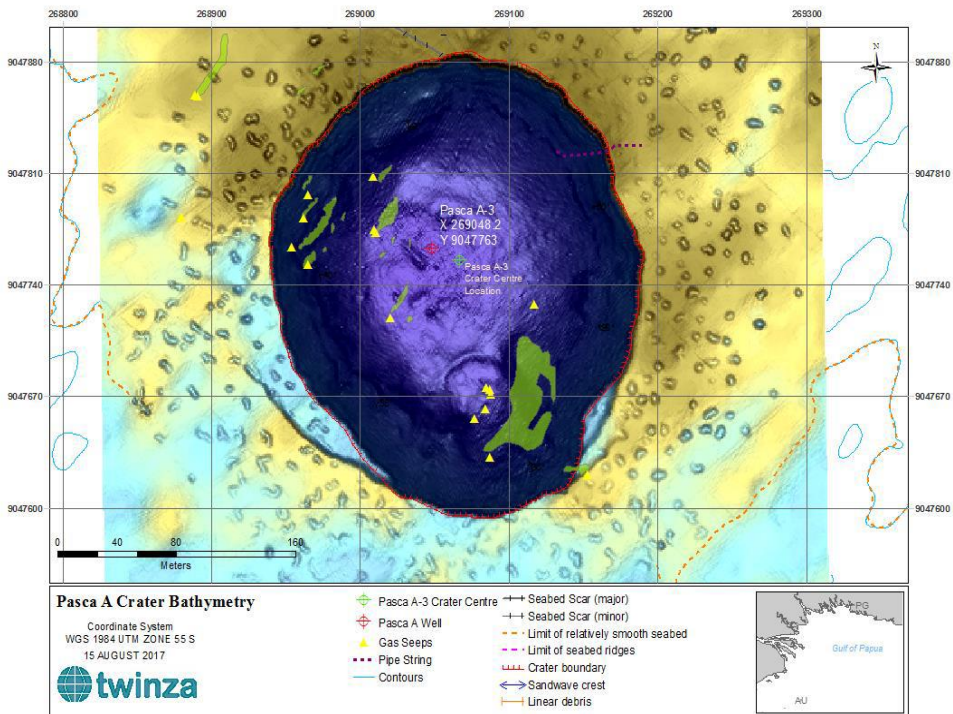 268800 268900 269000 269100 269200 269300
9047880 9047880
N
9047810 9047810
Pasca A-3
X 269048.2
Y 9047763
Pasca A-3
Crater Centre
Location
9047740 9047740
9047670 9047670
9047600 9047600
0 40 80 160
Meters
Pasca A Crater Bathymetry
Coordinate System
WGS 1984 UTM ZONE 55 S
15 AUGUST 2017
twinza
Pasca A-3 Crater Centre
Pasca A Well
Gas Seeps
Pipe String
Contours
Seabed Scar (major)
Seabed Scar (minor)
Limit of relatively smooth seabed
Limit of seabed ridges
Crater boundary
Sandwave crest
Linear debris
PG
Gulf of Papua
AU